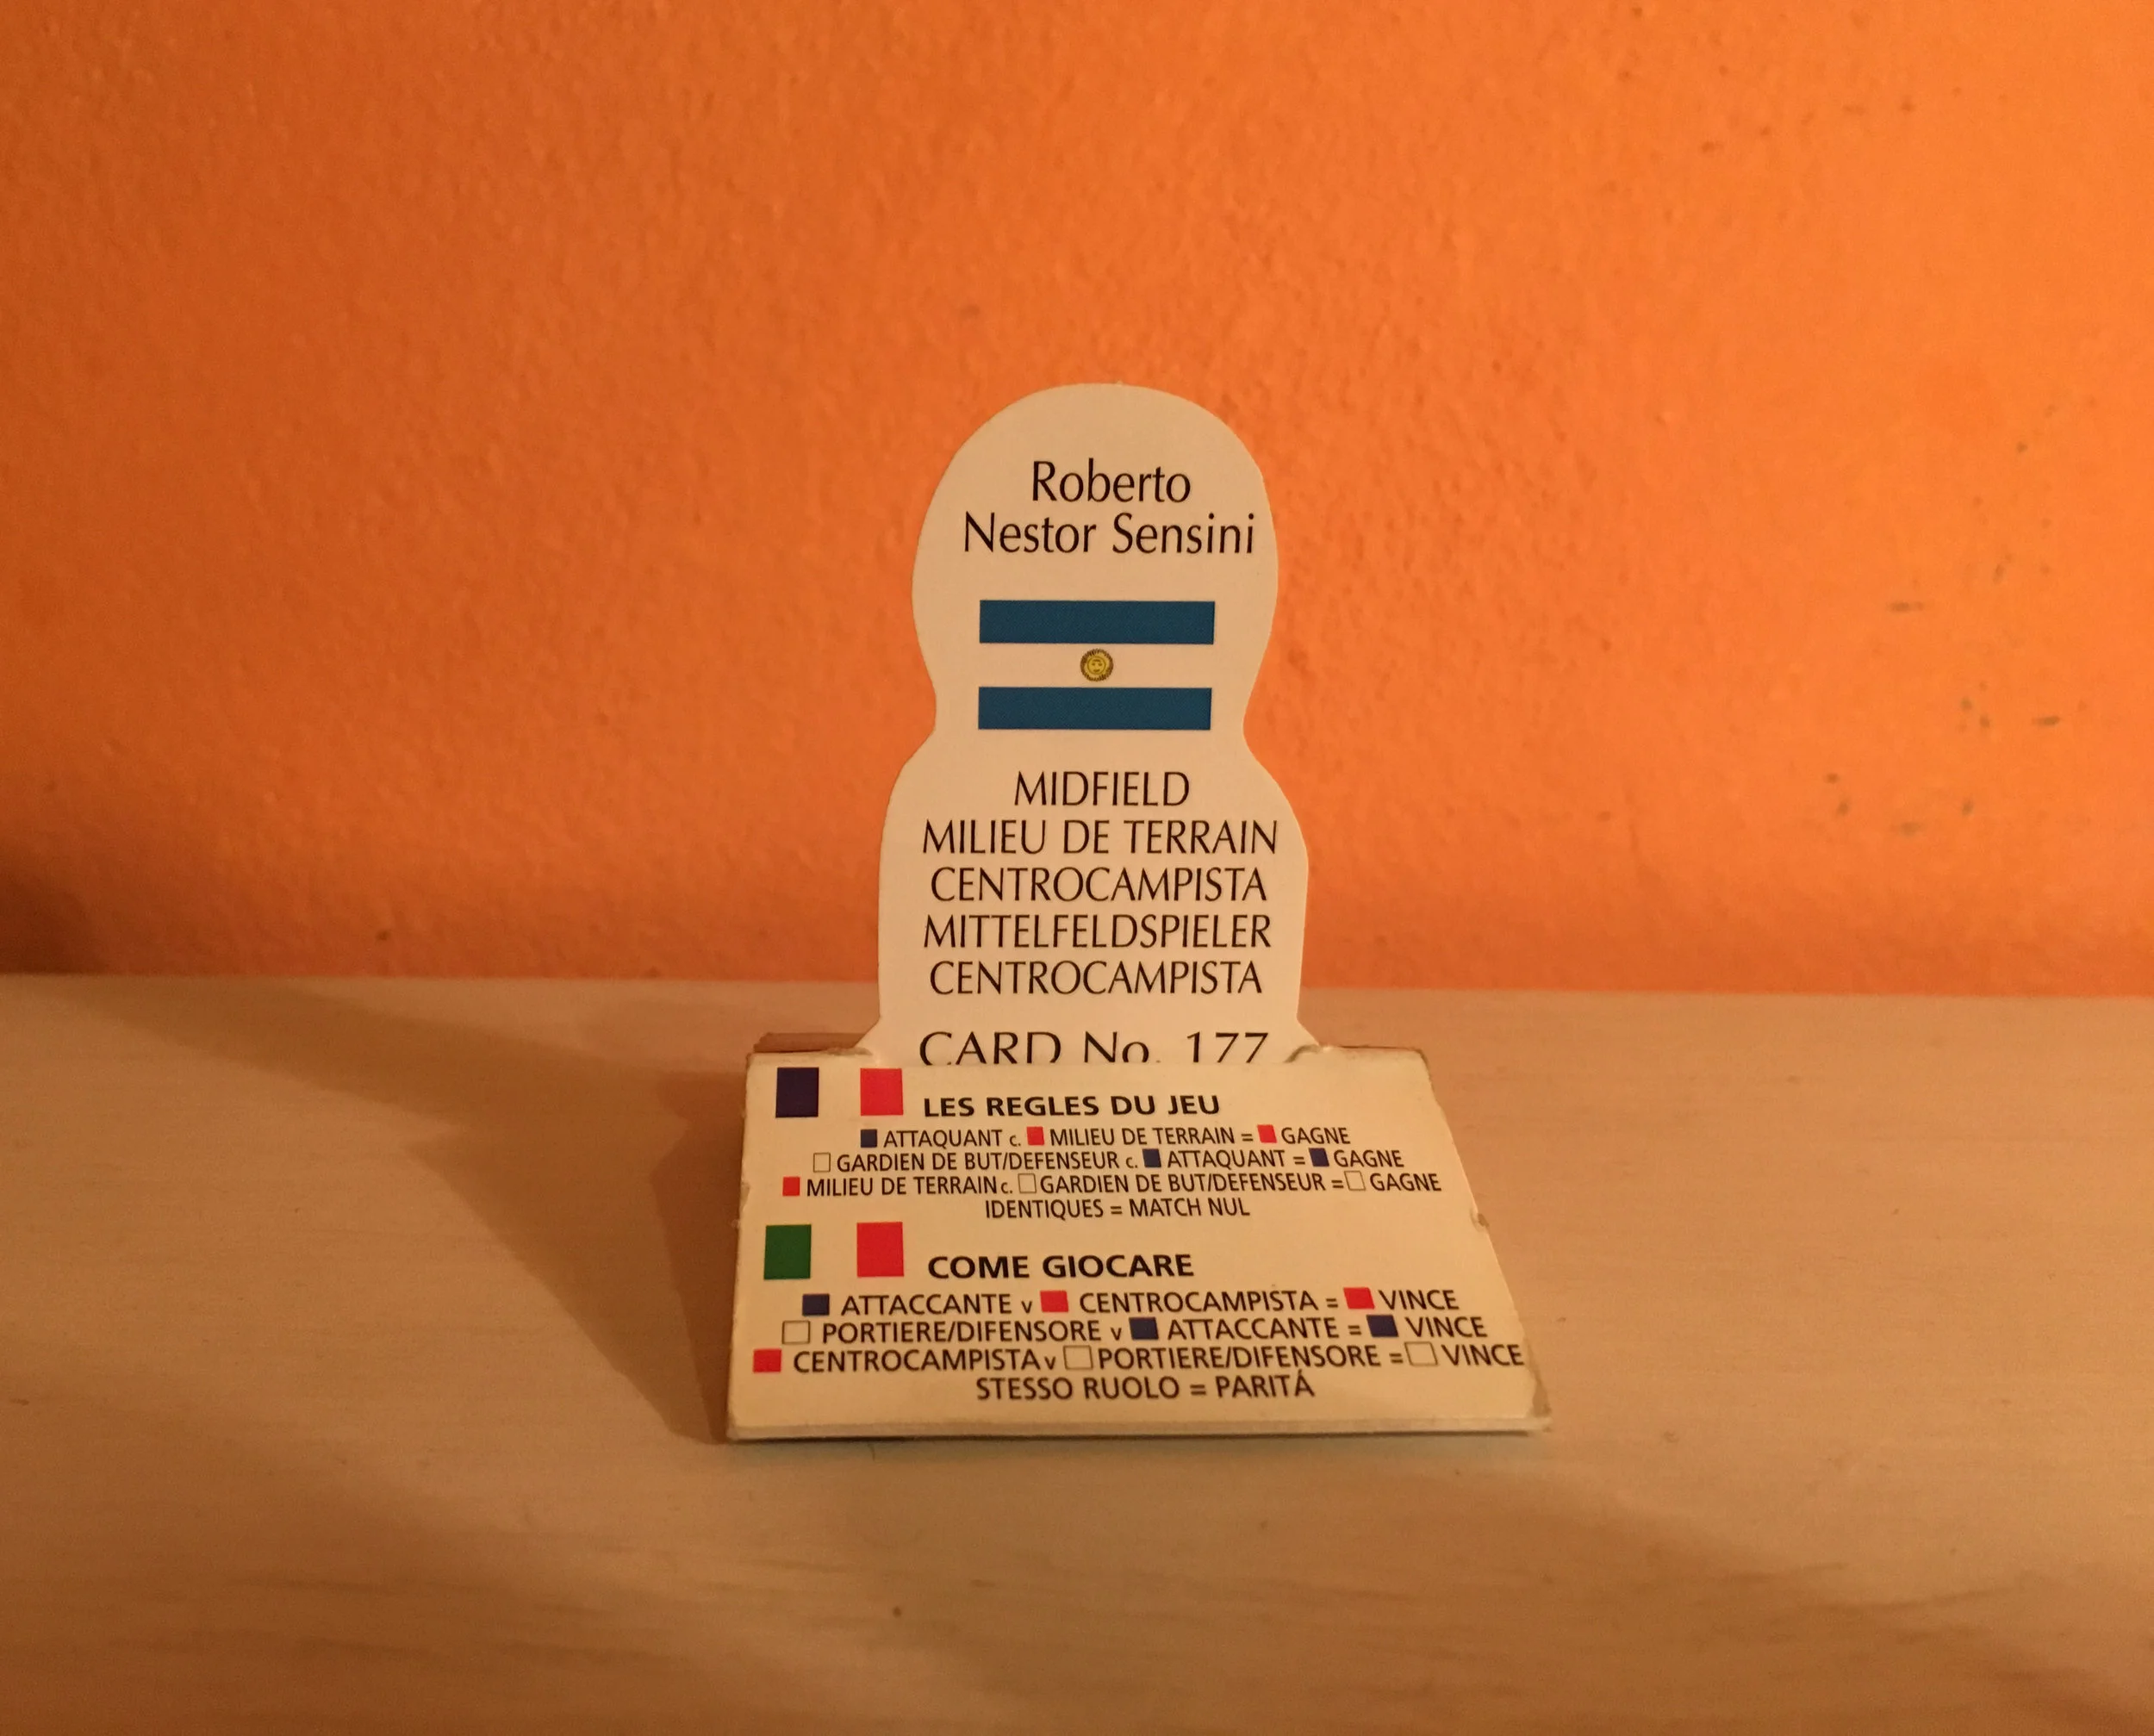 Roberto
Nestor Sensini
MIDFIELD
MILIEU DE TERRAIN
CENTROCAMPISTA
MITTELFELDSPIELER
CENTROCAMPISTA
CARD No. 177
LES REGLES DU JEU
ATTAQUANT c. MILIEU DE TERRAIN = GAGNE
GARDIEN DE BUT/DEFENSEUR c. ATTAQUANT = GAGNE
MILIEU DE TERRAIN c. GARDIEN DE BUT/DEFENSEUR = GAGNE
IDENTIQUES = MATCH NUL
COME GIOCARE
ATTACCANTE v CENTROCAMPISTA = VINCE
PORTIERE/DIFENSORE v ATTACCANTE = VINCE
CENTROCAMPISTA v PORTIERE/DIFENSORE = VINCE
STESSO RUOLO = PARITÁ